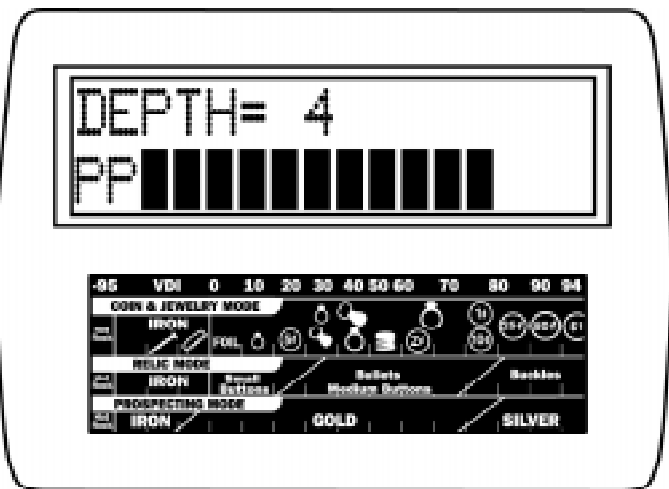 DEPTH= 4
PP
-95 VDI 0 10 20 30 40 50 60 70 80 90 94
COIN & JEWELRY MODE
IRON
FOIL
RELIC MODE
IRON Small Buttons Bullets Medium Buttons Buckles
PROSPECTING MODE
IRON GOLD SILVER